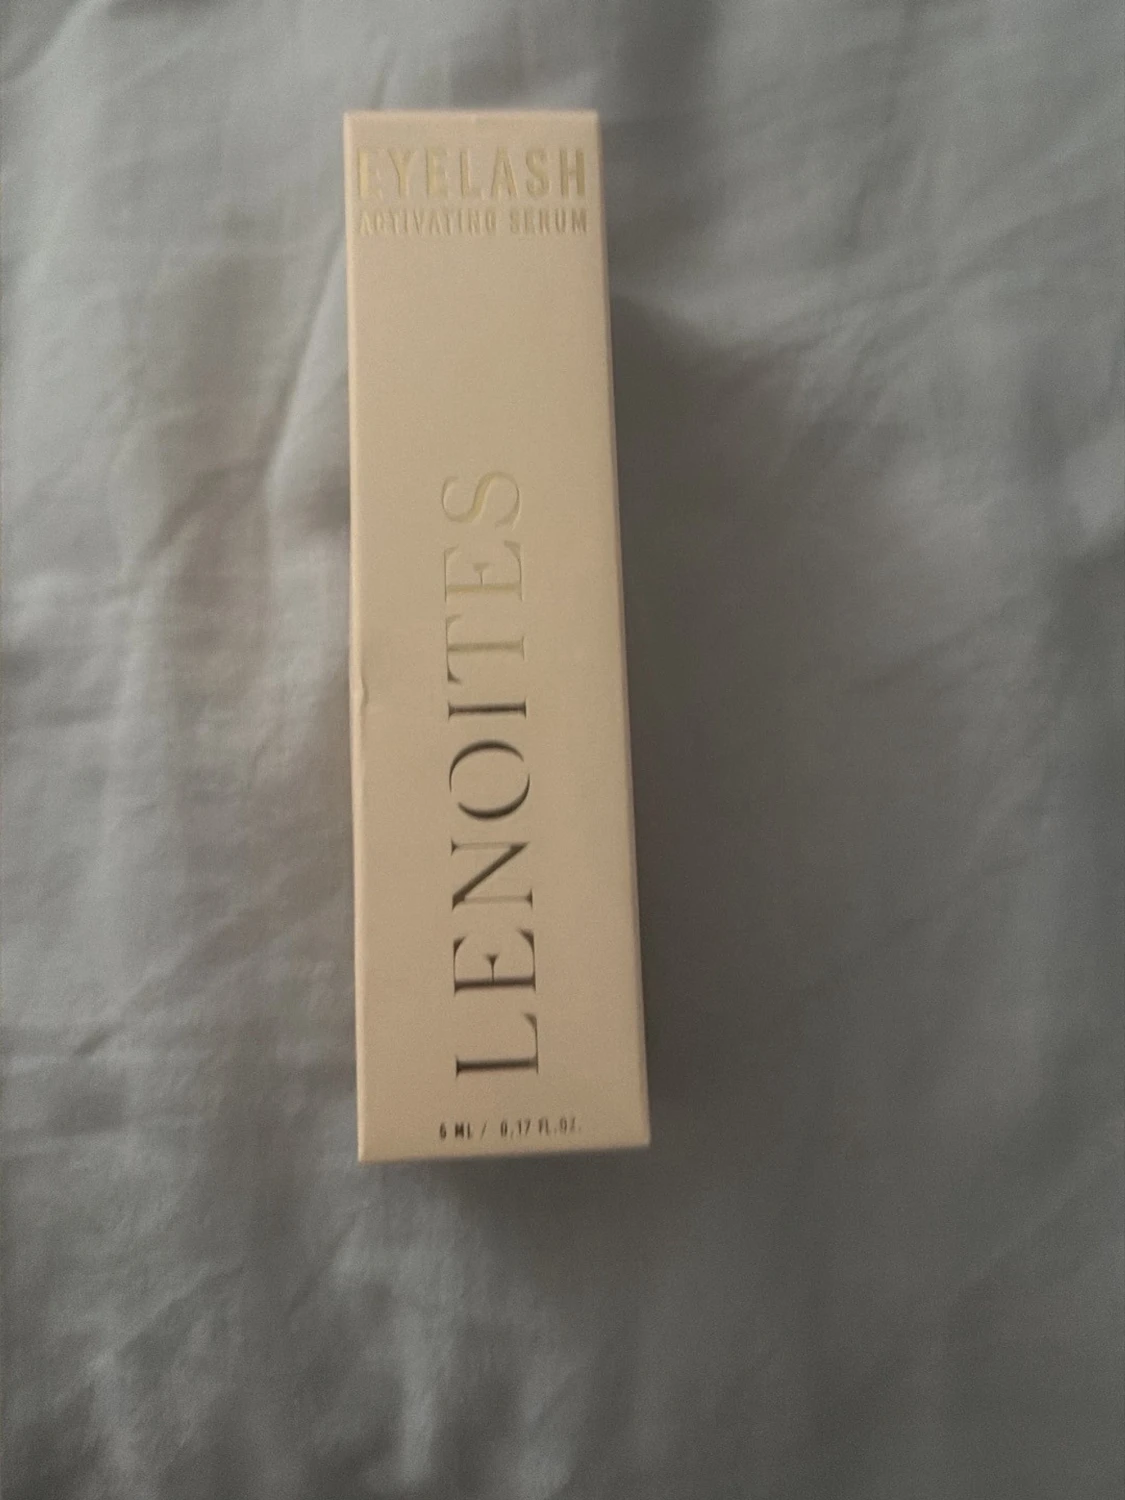 EYELASH
ACTIVATING SERUM
LENOITES
5 ML / 0.17 FL.OZ.